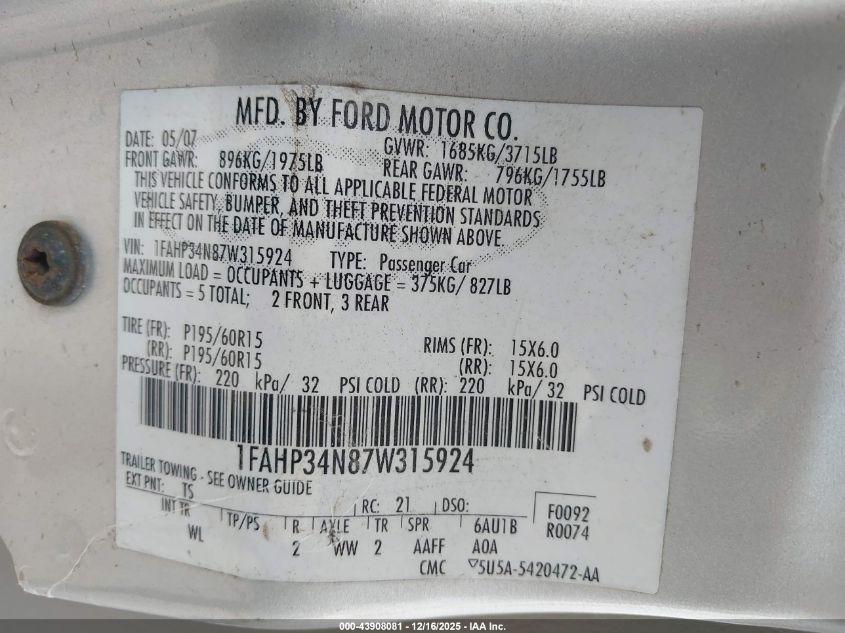 MFD. BY FORD MOTOR CO.
DATE: 05/07 GVWR: 1685KG/3715LB
FRONT GAWR: 896KG/1975LB REAR GAWR: 796KG/1755LB
THIS VEHICLE CONFORMS TO ALL APPLICABLE FEDERAL MOTOR
VEHICLE SAFETY, BUMPER, AND THEFT PREVENTION STANDARDS
IN EFFECT ON THE DATE OF MANUFACTURE SHOWN ABOVE.
VIN: 1FAHP34N87W315924 TYPE: Passenger Car
MAXIMUM LOAD = OCCUPANTS + LUGGAGE = 375KG/ 827LB
OCCUPANTS = 5 TOTAL; 2 FRONT, 3 REAR
TIRE (FR): P195/60R15 RIMS (FR): 15X6.0
(RR): P195/60R15 (RR): 15X6.0
PRESSURE (FR): 220 kPa/ 32 PSI COLD (RR): 220 kPa/ 32 PSI COLD
1FAHP34N87W315924
TRAILER TOWING - SEE OWNER GUIDE
EXT PNT: TS RC: 21 DSO: F0092
INT TR TP/PS R AXLE TR SPR 6AU1B R0074
WL 2 WW 2 AAFF A0A
CMC 5U5A-5420472-AA
000-43908081 - 12/16/2025 - IAA Inc.